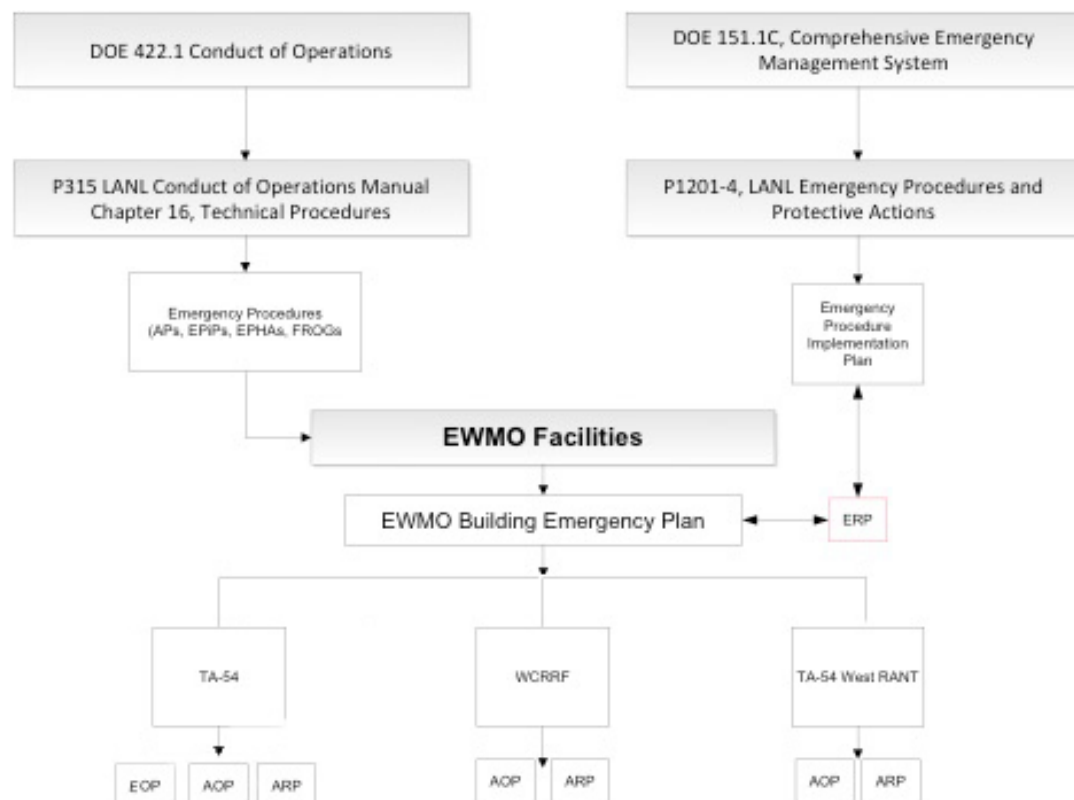 DOE 422.1 Conduct of Operations
DOE 151.1C, Comprehensive Emergency
Management System
P315 LANL Conduct of Operations Manual
Chapter 16, Technical Procedures
P1201-4, LANL Emergency Procedures and
Protective Actions
Emergency Procedures
(APs, EPiPs, EPHAs, FROGs
Emergency
Procedure
Implementation
Plan
EWMO Facilities
EWMO Building Emergency Plan
ERP
TA-54
WCRRF
TA-54 West RANT
EOP
AOP
ARP
AOP
ARP
AOP
ARP